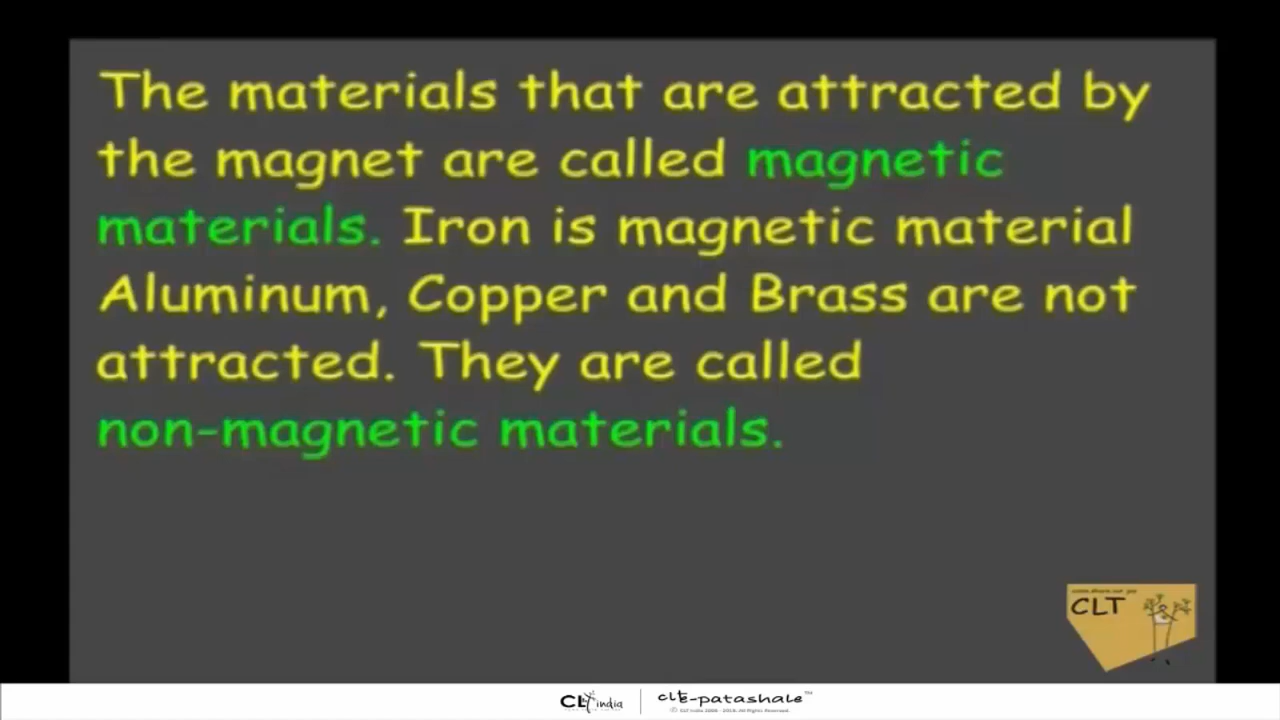 The materials that are attracted by
the magnet are called magnetic
materials. Iron is magnetic material
Aluminum, Copper and Brass are not
attracted. They are called
non-magnetic materials.
CLT
CLT india
cLt e-patashale™